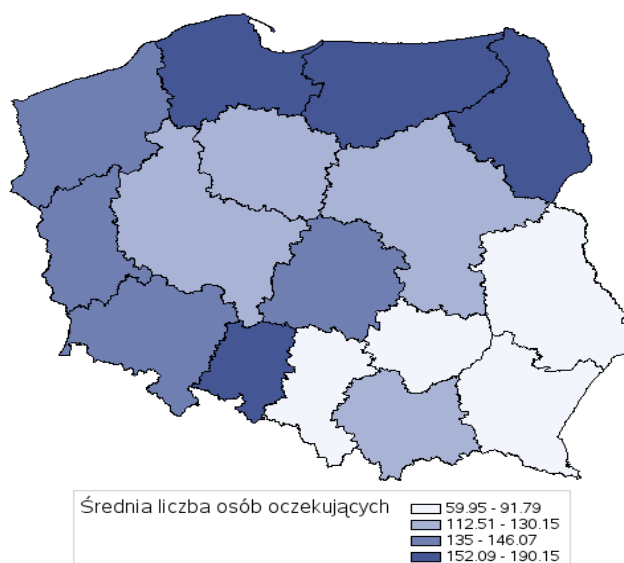 Średnia liczba osób oczekujących
59.95 - 91.79
112.51 - 130.15
135 - 146.07
152.09 - 190.15